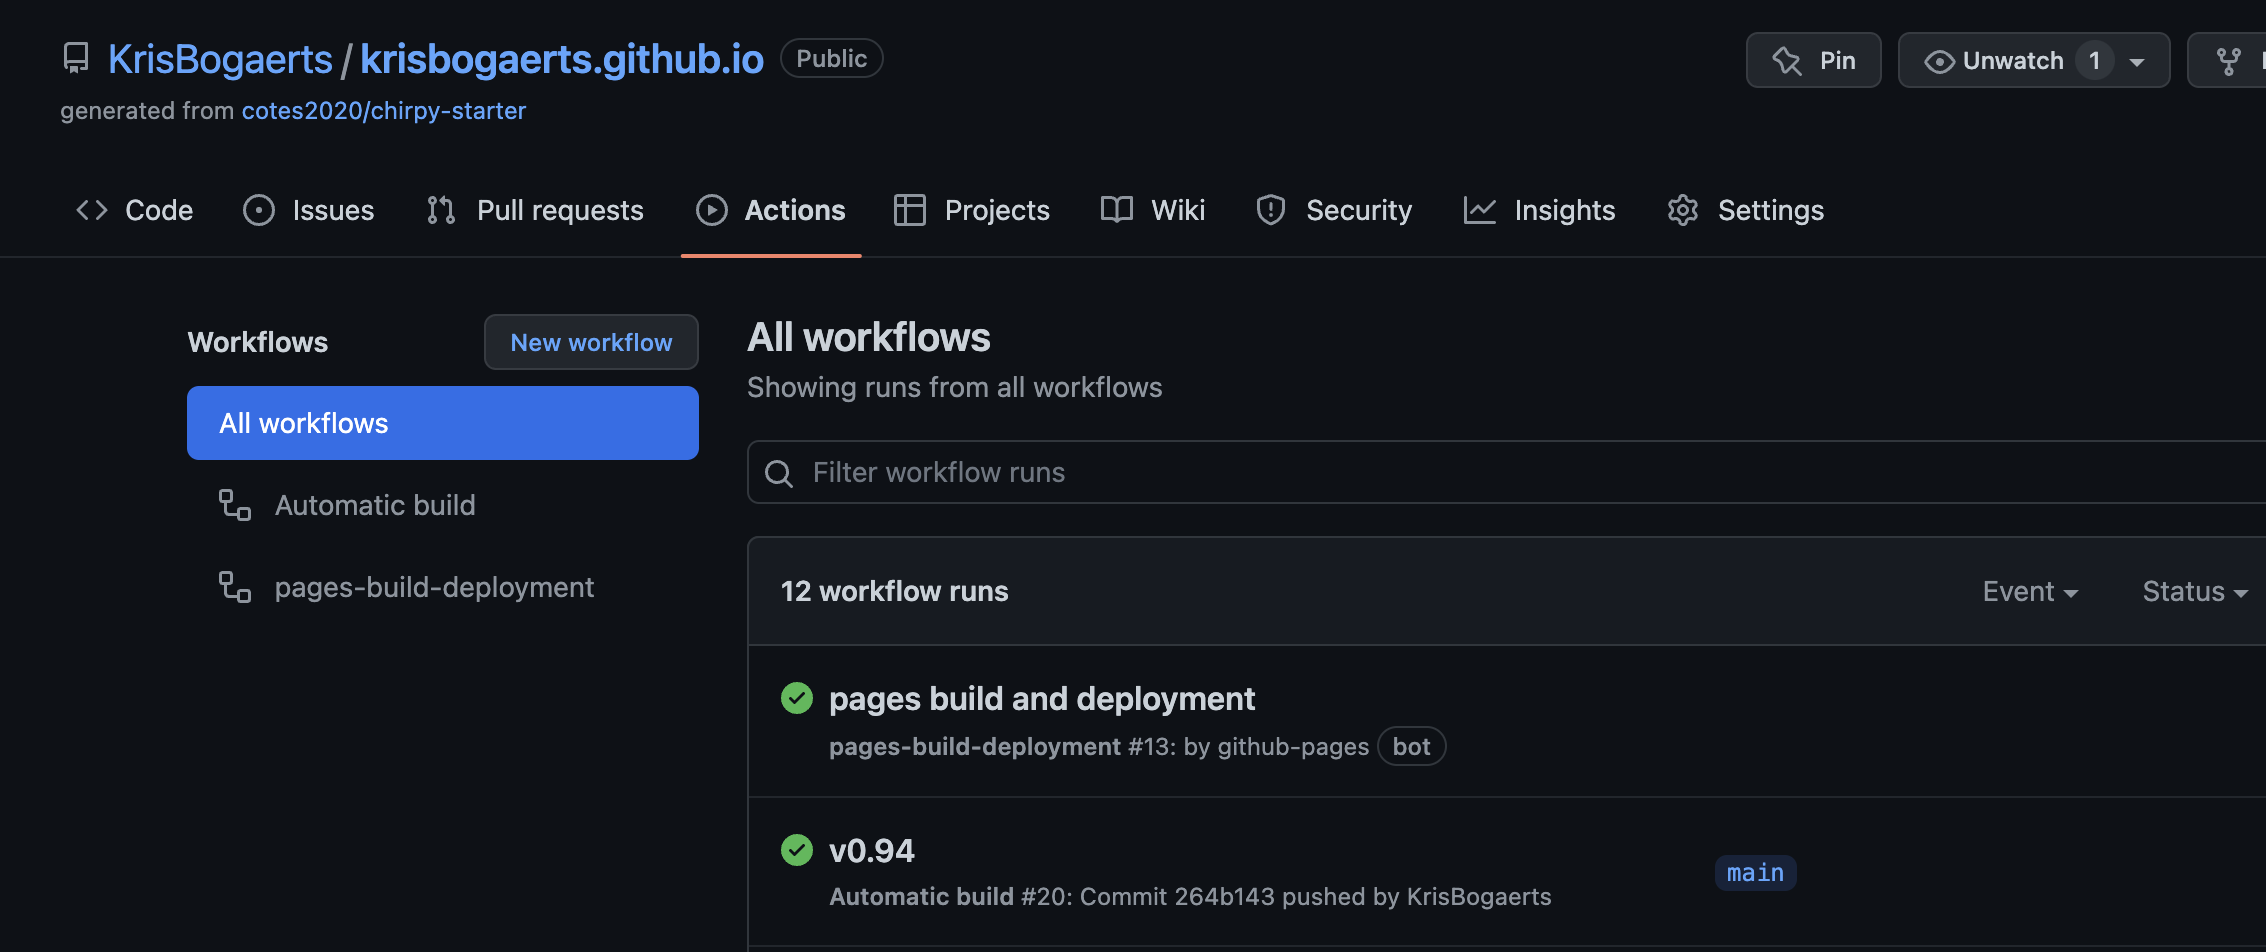 KrisBogaerts / krisbogaerts.github.io Public
Pin
Unwatch 1
generated from cotes2020/chirpy-starter
Code
Issues
Pull requests
Actions
Projects
Wiki
Security
Insights
Settings
Workflows
New workflow
All workflows
Automatic build
pages-build-deployment
All workflows
Showing runs from all workflows
Filter workflow runs
12 workflow runs
Event
Status
pages build and deployment
pages-build-deployment #13: by github-pages bot
v0.94
Automatic build #20: Commit 264b143 pushed by KrisBogaerts
main